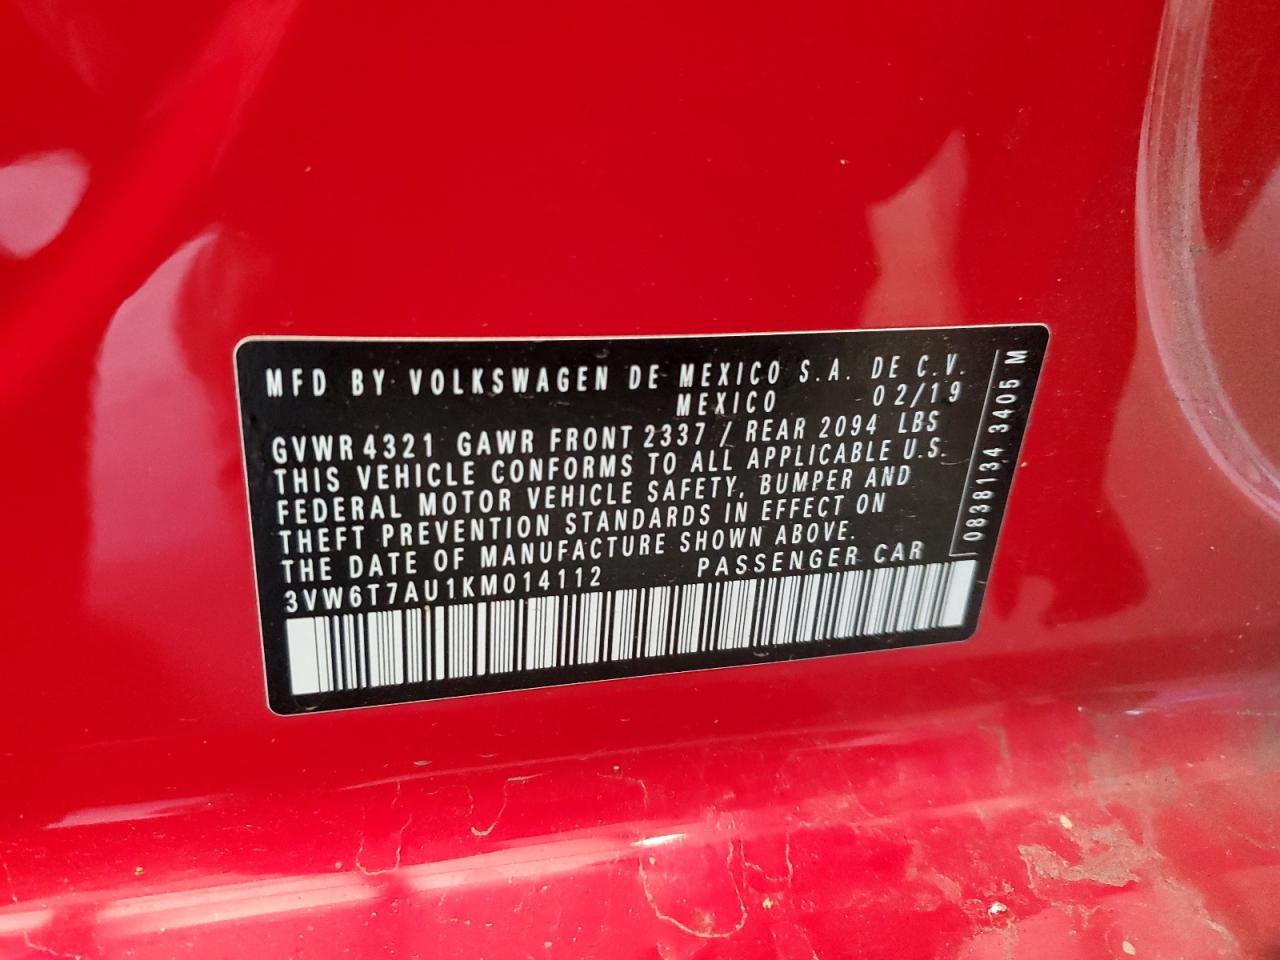 MFD BY VOLKSWAGEN DE MEXICO S.A. DE C.V.
MEXICO 02/19
GVWR 4321 GAWR FRONT 2337 / REAR 2094 LBS
THIS VEHICLE CONFORMS TO ALL APPLICABLE U.S.
FEDERAL MOTOR VEHICLE SAFETY, BUMPER AND
THEFT PREVENTION STANDARDS IN EFFECT ON
THE DATE OF MANUFACTURE SHOWN ABOVE.
3VW6T7AU1KM014112 PASSENGER CAR
0838134 3405 M